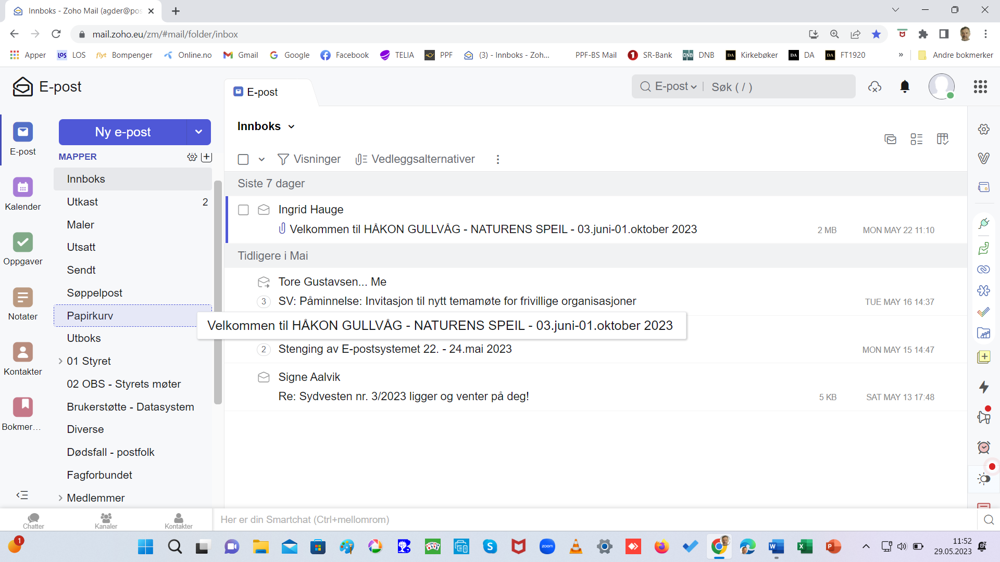 Innboks - Zoho Mail (agder@pos
mail.zoho.eu/zm/#mail/folder/inbox
Apper LOS LOS flyt Bompenger Online.no Gmail Google Facebook TELIA PPF (3) - Innboks - Zoh... PPF-BS Mail 1 SR-Bank DNB DNB DA Kirkebøker DA DA DA FT1920 » Andre bokmerker
E-post
E-post
E-post
Søk ( / )
E-post
Kalender
Oppgaver
Notater
Kontakter
Bokmer...
Ny e-post
MAPPER
Innboks
Utkast 2
Maler
Utsatt
Sendt
Søppelpost
Papirkurv
Utboks
01 Styret
02 OBS - Styrets møter
Brukerstøtte - Datasystem
Diverse
Dødsfall - postfolk
Fagforbundet
Medlemmer
Innboks
Visninger Vedleggsalternativer
Siste 7 dager
Ingrid Hauge
Velkommen til HÅKON GULLVÅG - NATURENS SPEIL - 03.juni-01.oktober 2023 2 MB MON MAY 22 11:10
Tidligere i Mai
Tore Gustavsen... Me
3 SV: Påminnelse: Invitasjon til nytt temamøte for frivillige organisasjoner TUE MAY 16 14:37
Velkommen til HÅKON GULLVÅG - NATURENS SPEIL - 03.juni-01.oktober 2023
2 Stenging av E-postsystemet 22. - 24.mai 2023 MON MAY 15 14:47
Signe Aalvik
Re: Sydvesten nr. 3/2023 ligger og venter på deg! 5 KB SAT MAY 13 17:48
Chatter Kanaler Kontakter
Her er din Smartchat (Ctrl+mellomrom)
1
zoom
11:52
29.05.2023